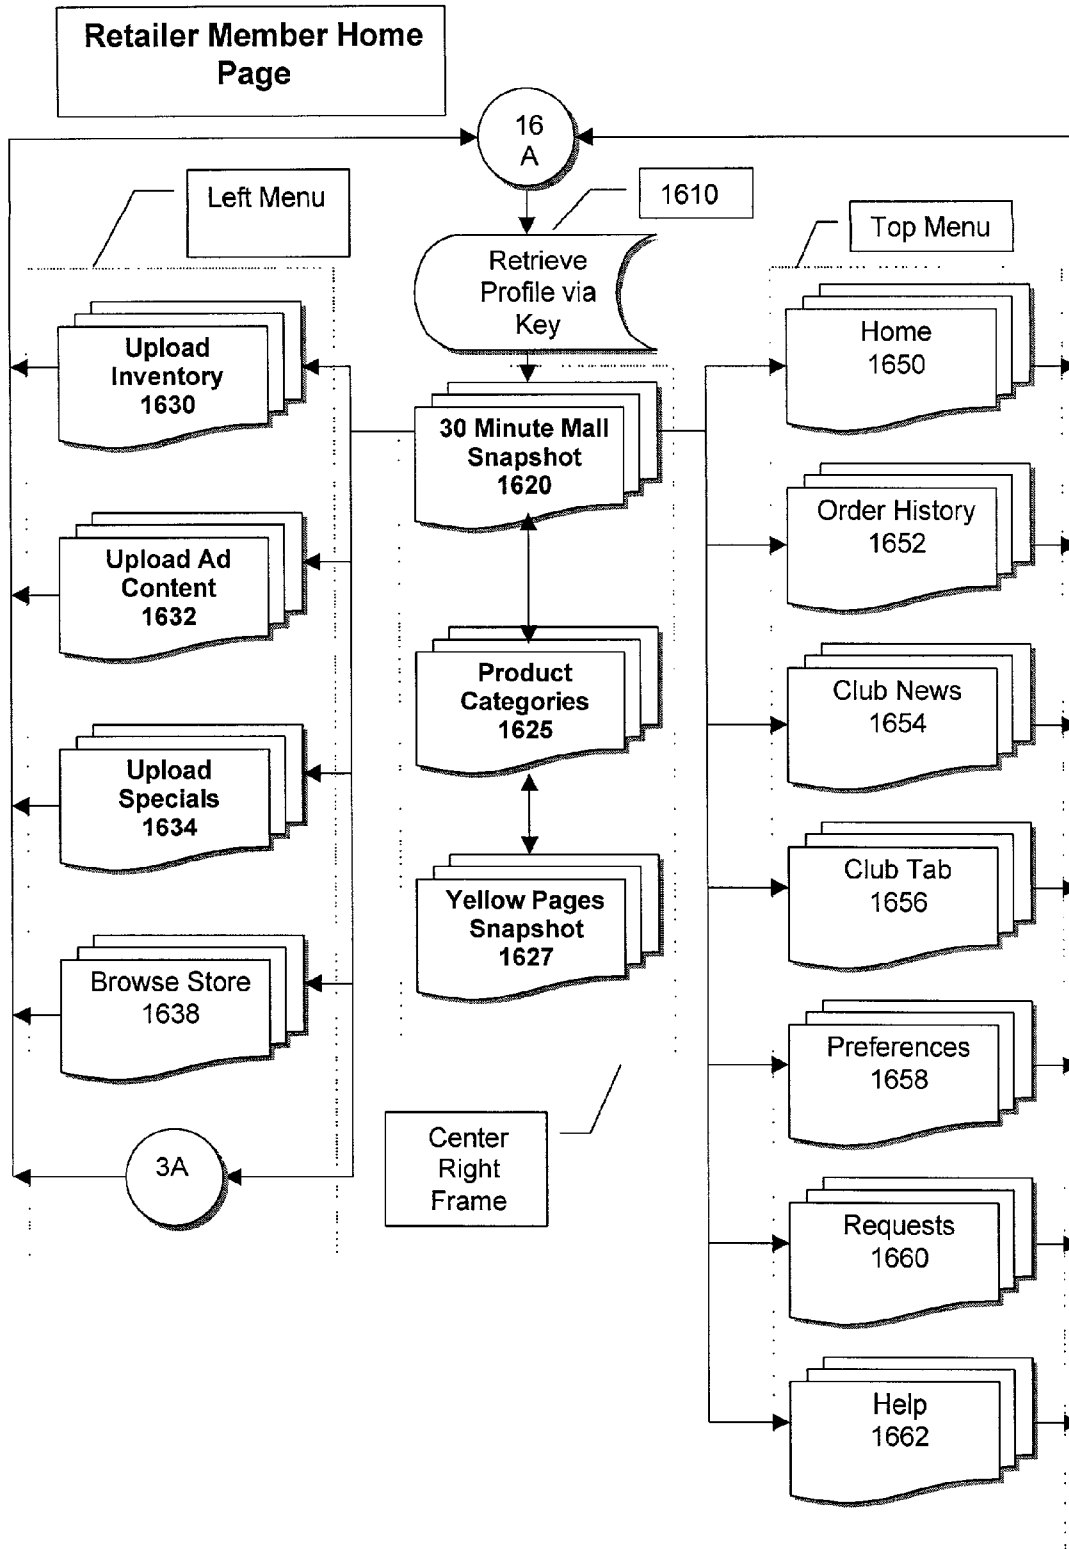 Retailer Member Home
Page
16
A
Left Menu
1610
Top Menu
Retrieve
Profile via
Key
Upload
Inventory
1630
30 Minute Mall
Snapshot
1620
Home
1650
Upload Ad
Content
1632
Order History
1652
Product
Categories
1625
Club News
1654
Upload
Specials
1634
Club Tab
1656
Yellow Pages
Snapshot
1627
Browse Store
1638
Preferences
1658
Center
Right
Frame
3A
Requests
1660
Help
1662